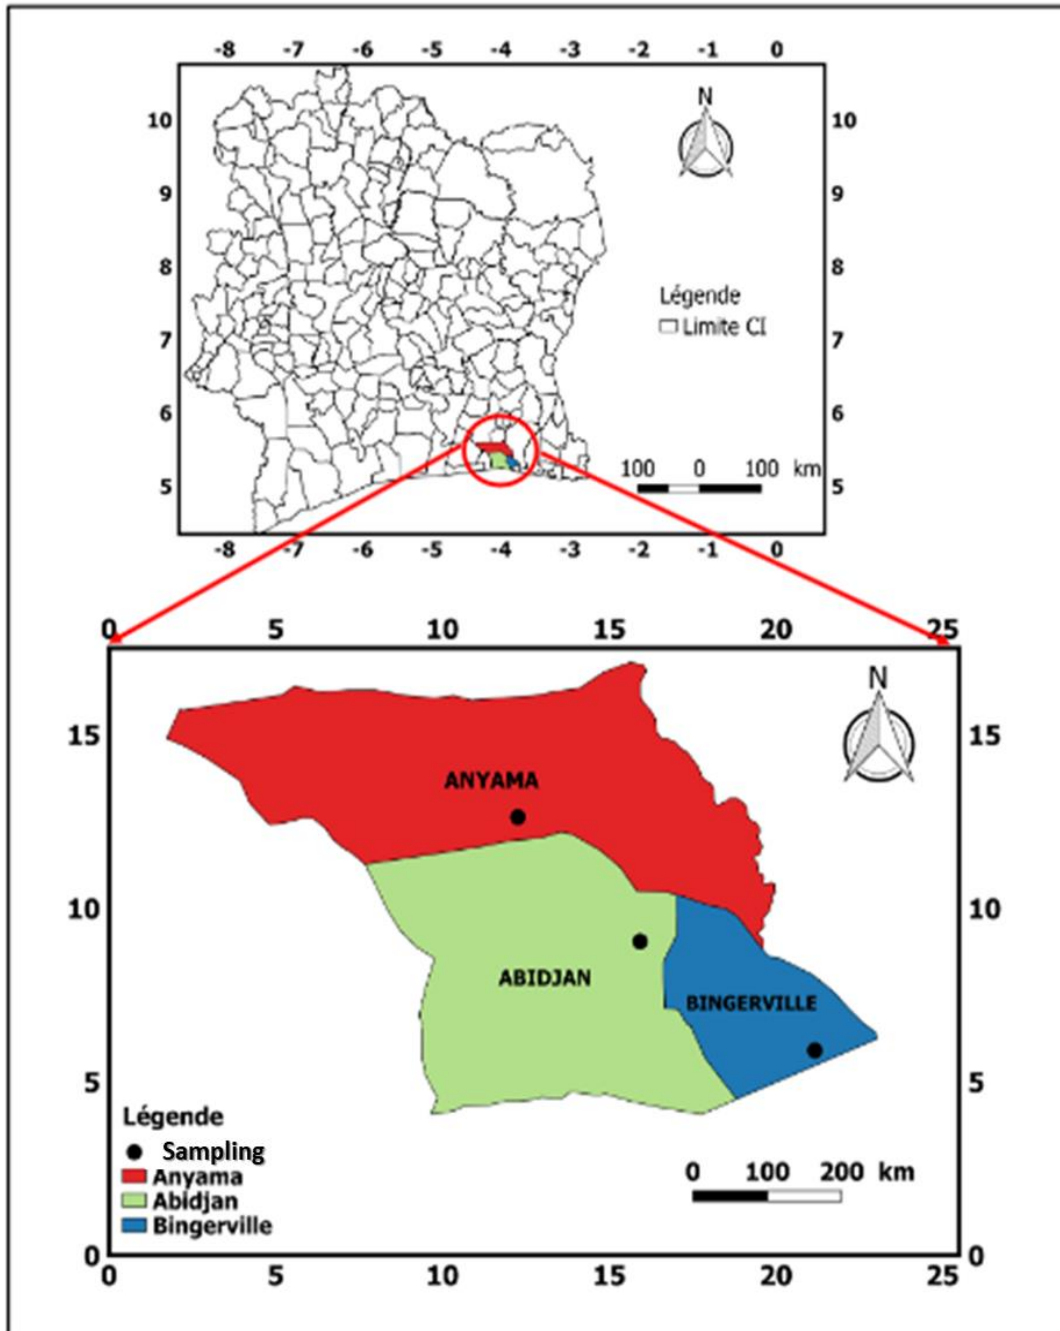 -8 -7 -6 -5 -4 -3 -2 -1 0
N
10 10
9 9
8 8
Légende
Limite CI
7 7
6 6
100 0 100 km
5 5
-8 -7 -6 -5 -4 -3 -2 -1 0
0 5 10 15 20 25
N
15 15
ANYAMA
10 10
ABIDJAN
BINGERVILLE
5 5
Légende
Sampling
Anyama
Abidjan
Bingerville
0 100 200 km
0 0
0 5 10 15 20 25